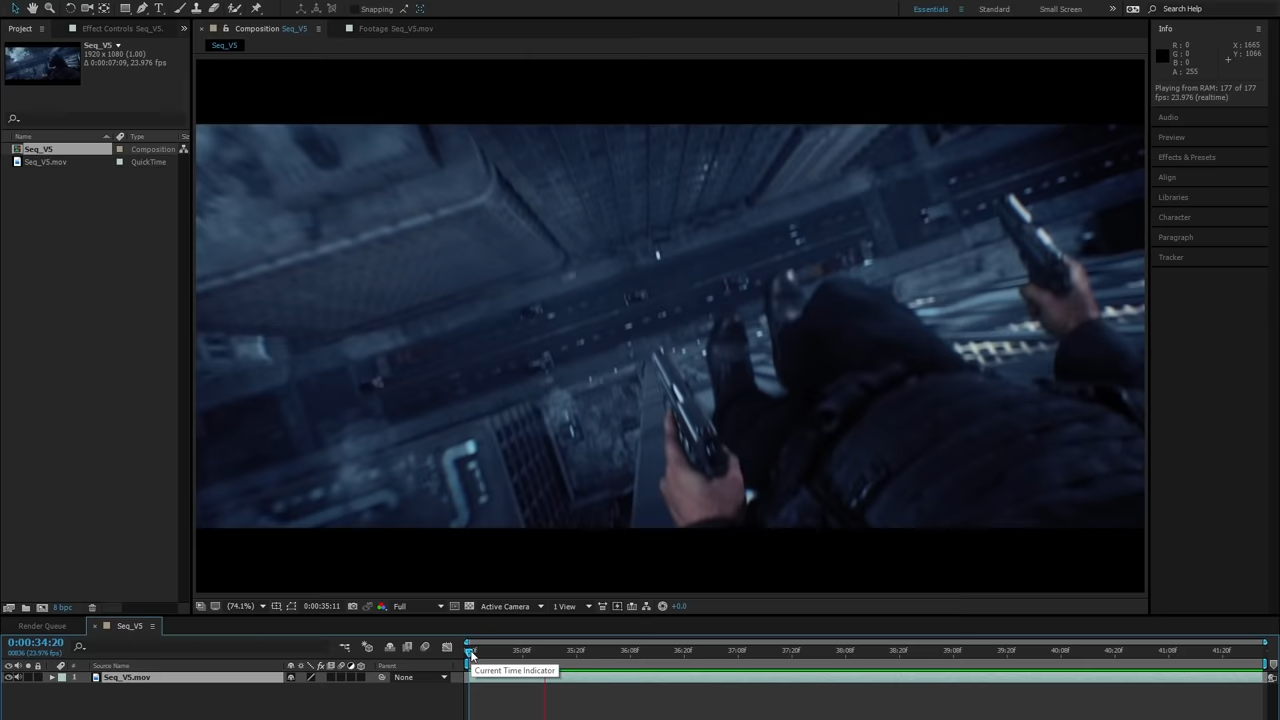 Snapping
Essentials
Standard
Small Screen
Search Help
Project
Effect Controls Seq_V5.
Composition Seq_V5
Footage Seq_V5.mov
Info
Seq_V5
1920 x 1080 (1.00)
Δ 0:00:07:09, 23.976 fps
Seq_V5
R: 0
G: 0
B: 0
A: 255
X: 1665
Y: 1066
Playing from RAM: 177 of 177
fps: 23.976 (realtime)
Audio
Preview
Effects & Presets
Align
Libraries
Character
Paragraph
Tracker
Name
Type
Seq_V5
Composition
Seq_V5.mov
QuickTime
8 bpc
(74.1%)
0:00:35:11
Full
Active Camera
1 View
+0.0
Render Queue
Seq_V5
0:00:34:20
00836 (23.976 fps)
35:08f
35:20f
36:08f
36:20f
37:08f
37:20f
38:08f
38:20f
39:08f
39:20f
40:08f
40:20f
41:08f
41:20f
# Source Name
Parent
Current Time Indicator
1 Seq_V5.mov
None